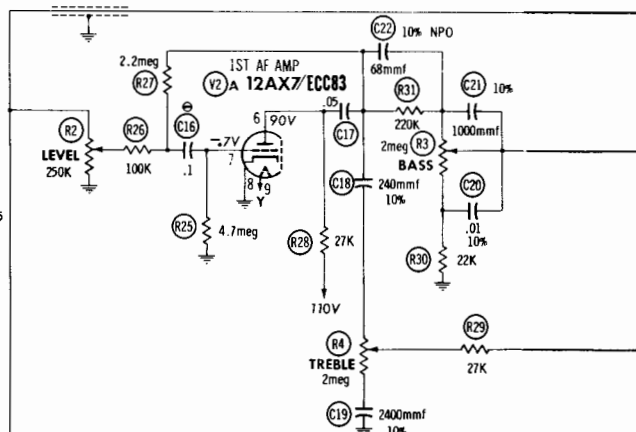 C22 10% NPO
68mmf
1ST AF AMP
V2 A 12AX7/ECC83
2.2meg
R27
C21 10%
1000mmf
R31
220K
.05
C17
6 90V
R2
LEVEL
250K
R26
100K
C16
.1
-.7V
7
8 9
Y
2meg
R3
BASS
C18
240mmf
10%
C20
.01
10%
R25
4.7meg
R28
27K
R30
22K
110V
R4
TREBLE
2meg
R29
27K
C19
2400mmf
10%